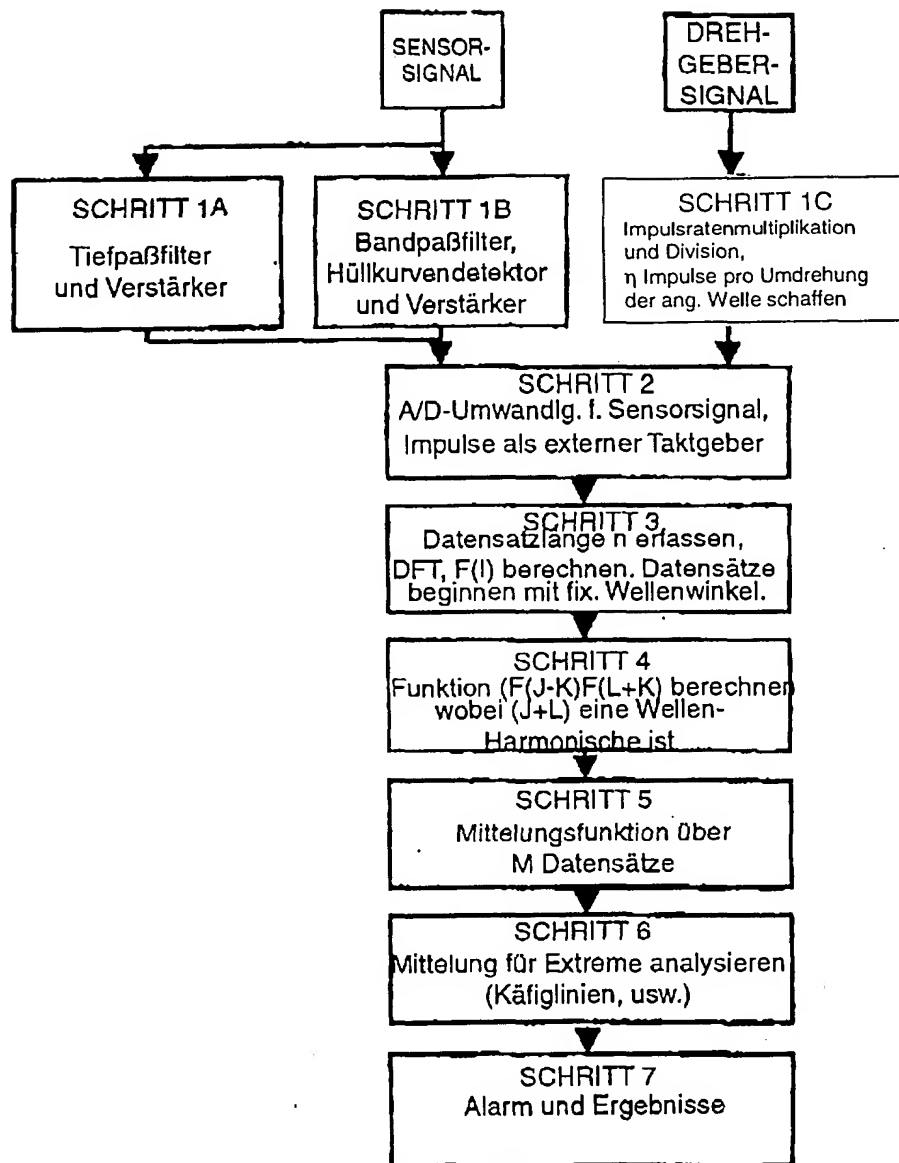 SENSOR-
SIGNAL
DREH-
GEBER-
SIGNAL
SCHRITT 1A
Tiefpaßfilter
und Verstärker
SCHRITT 1B
Bandpaßfilter,
Hüllkurvendetektor
und Verstärker
SCHRITT 1C
Impulsratenmultiplikation
und Division,
η Impulse pro Umdrehung
der ang. Welle schaffen
SCHRITT 2
A/D-Umwandlg. f. Sensorsignal,
Impulse als externer Taktgeber
SCHRITT 3
Datensatzlänge n erfassen,
DFT, F(I) berechnen. Datensätze
beginnen mit fix. Wellenwinkel.
SCHRITT 4
Funktion (F(J-K)F(L+K) berechnen
wobei (J+L) eine Wellen-
Harmonische ist
SCHRITT 5
Mittelungsfunktion über
M Datensätze
SCHRITT 6
Mittelung für Extreme analysieren
(Käfiglinien, usw.)
SCHRITT 7
Alarm und Ergebnisse